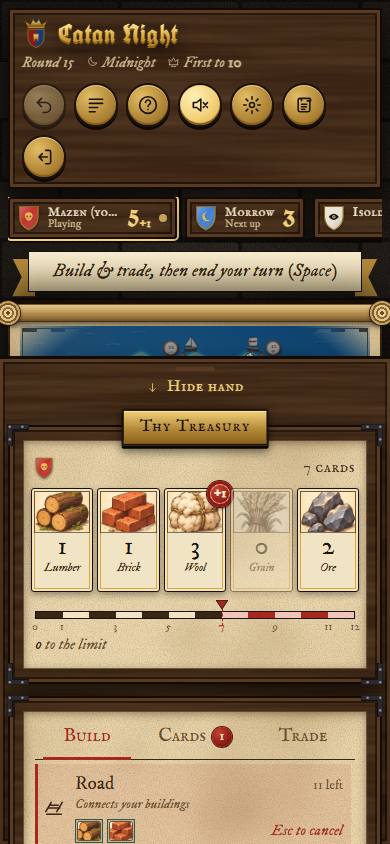 Catan Night
Round 15 Midnight First to 10
Mazen (yo... 5+1
Playing
Morrow 3
Next up
Isol
Build & trade, then end your turn (Space)
↓ Hide hand
Thy Treasury
7 cards
+1
1 1 3 0 2
Lumber Brick Wool Grain Ore
0 1 3 5 7 9 11 12
0 to the limit
Build Cards 1 Trade
Road 11 left
Connects your buildings
Esc to cancel